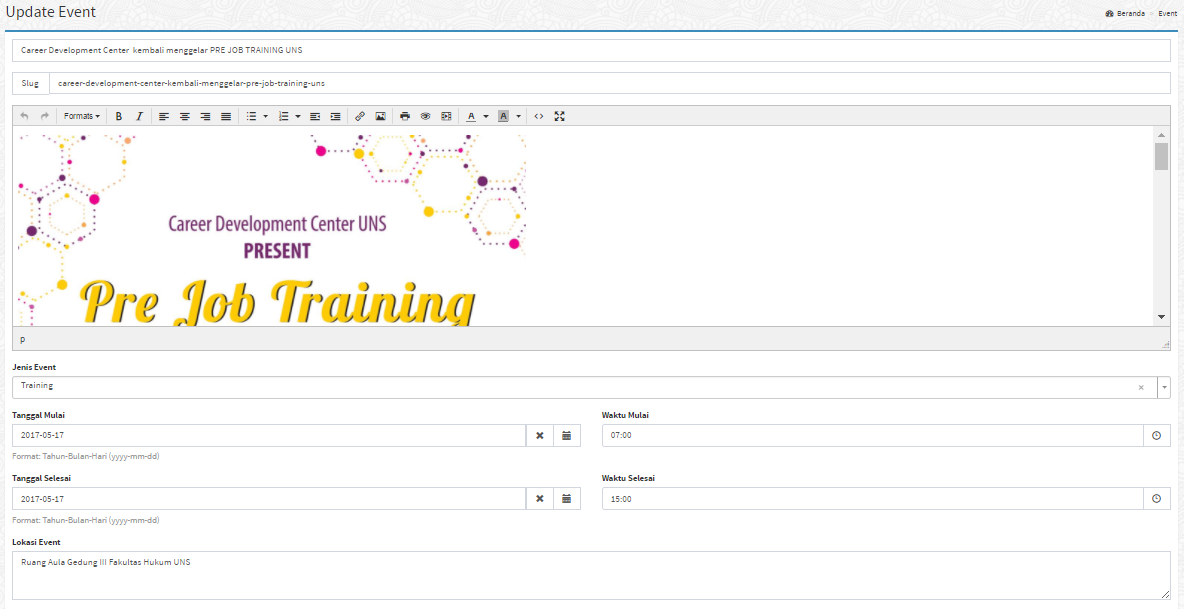 Update Event
Beranda Event
Career Development Center kembali menggelar PRE JOB TRAINING UNS
Slug career-development-center-kembali-menggelar-pre-job-training-uns
Formats B I A A
Career Development Center UNS
PRESENT
Pre Job Training
p
Jenis Event
Training
Tanggal Mulai Waktu Mulai
2017-05-17 07:00
Format: Tahun-Bulan-Hari (yyyy-mm-dd)
Tanggal Selesai Waktu Selesai
2017-05-17 15:00
Format: Tahun-Bulan-Hari (yyyy-mm-dd)
Lokasi Event
Ruang Aula Gedung III Fakultas Hukum UNS